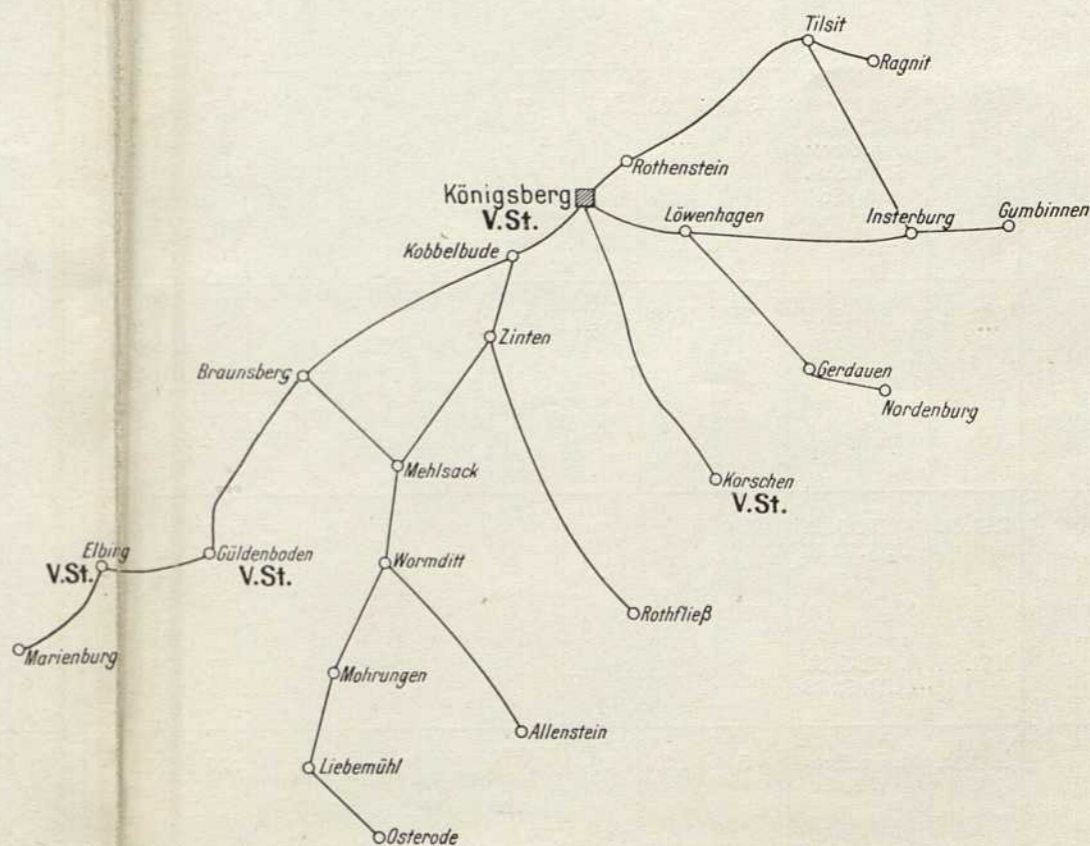 Tilsit
Ragnit
Rothenstein
Königsberg
V.St.
Löwenhagen
Insterburg
Gumbinnen
Kobbelbude
Zinten
Braunsberg
Gerdauen
Nordenburg
Mehlsack
Korschen
V.St.
Elbing
V.St.
Güldenboden
V.St.
Wormditt
Rothfließ
Marienburg
Mohrungen
Allenstein
Liebemühl
Osterode